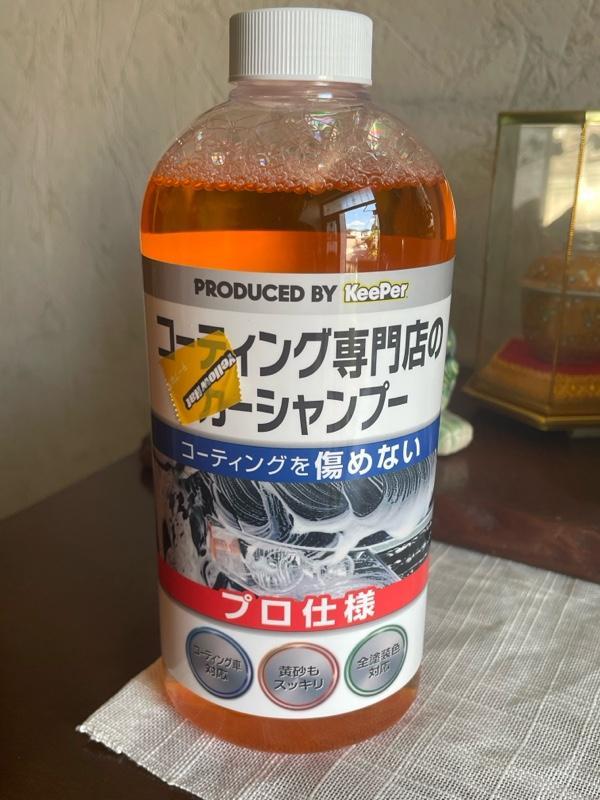 PRODUCED BY KeePer
コーティング専門店の
カーシャンプー
Yellow Hat
コーティングを傷めない
プロ仕様
コーティング車
対応
黄砂も
スッキリ
全塗装色
対応